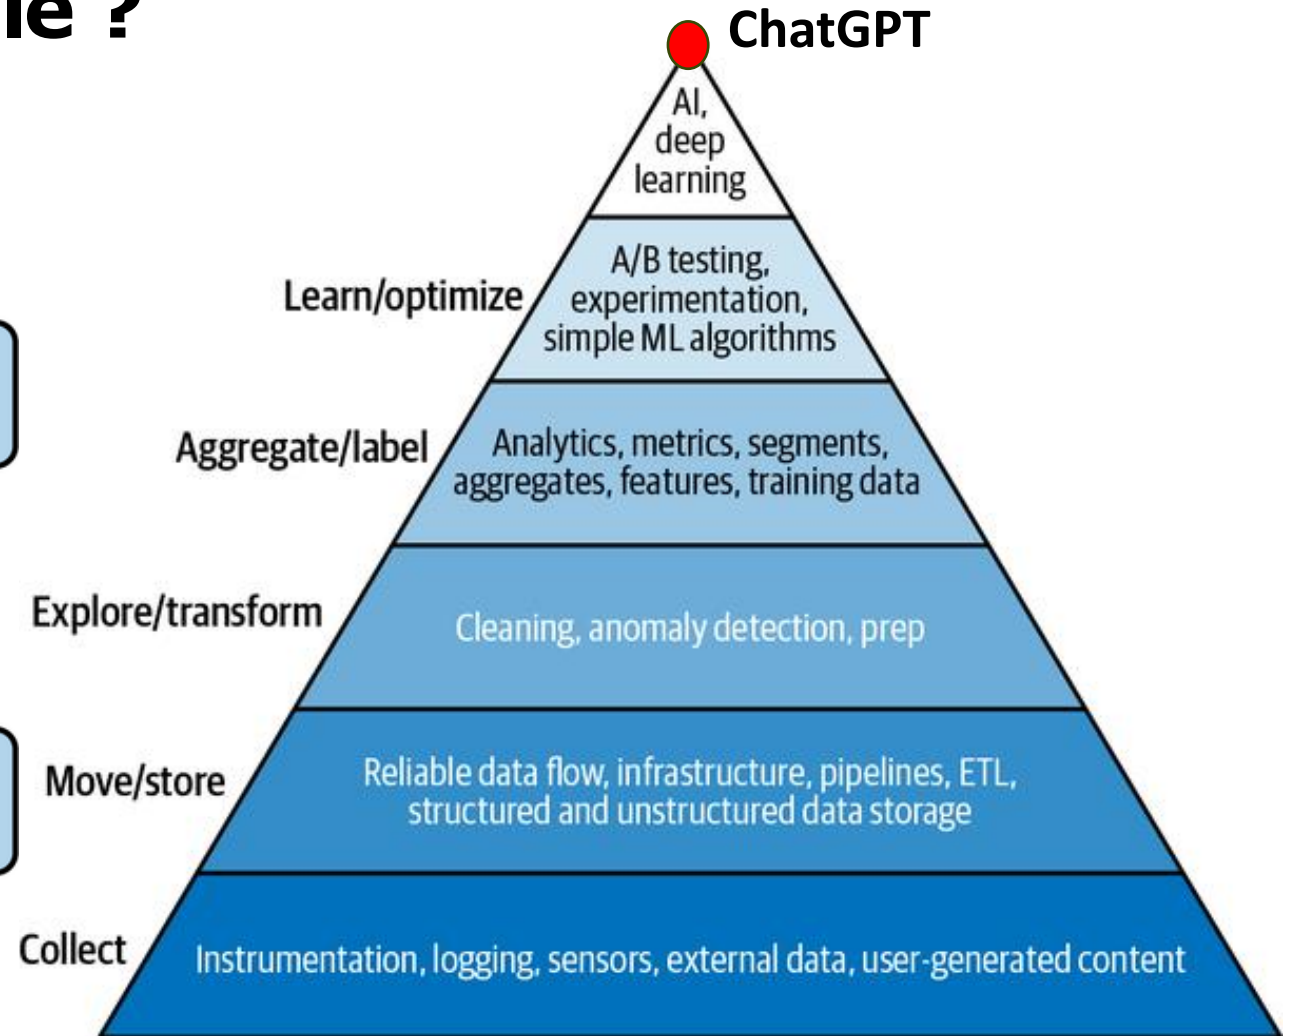 le ?
ChatGPT
AI,
deep
learning
Learn/optimize
A/B testing,
experimentation,
simple ML algorithms
Aggregate/label
Analytics, metrics, segments,
aggregates, features, training data
Explore/transform
Cleaning, anomaly detection, prep
Move/store
Reliable data flow, infrastructure, pipelines, ETL,
structured and unstructured data storage
Collect
Instrumentation, logging, sensors, external data, user-generated content